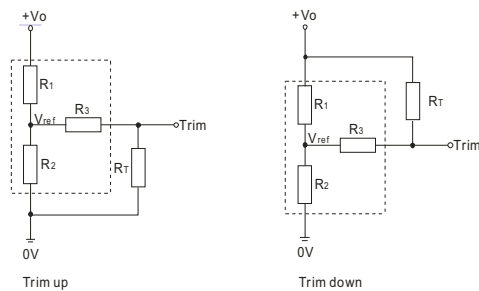 +Vo
R1
R3
Vref
Trim
R2
RT
0V
Trim up
+Vo
R1
RT
R3
Vref
Trim
R2
0V
Trim down